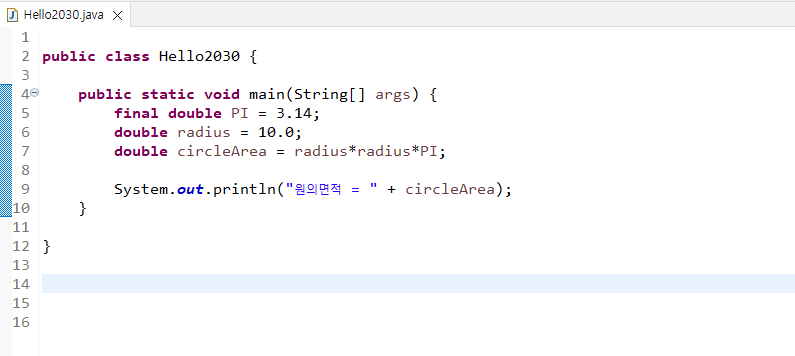 Hello2030.java
1
2 public class Hello2030 {
3
4 public static void main(String[] args) {
5 final double PI = 3.14;
6 double radius = 10.0;
7 double circleArea = radius*radius*PI;
8
9 System.out.println("원의면적 = " + circleArea);
10 }
11
12 }
13
14
15
16